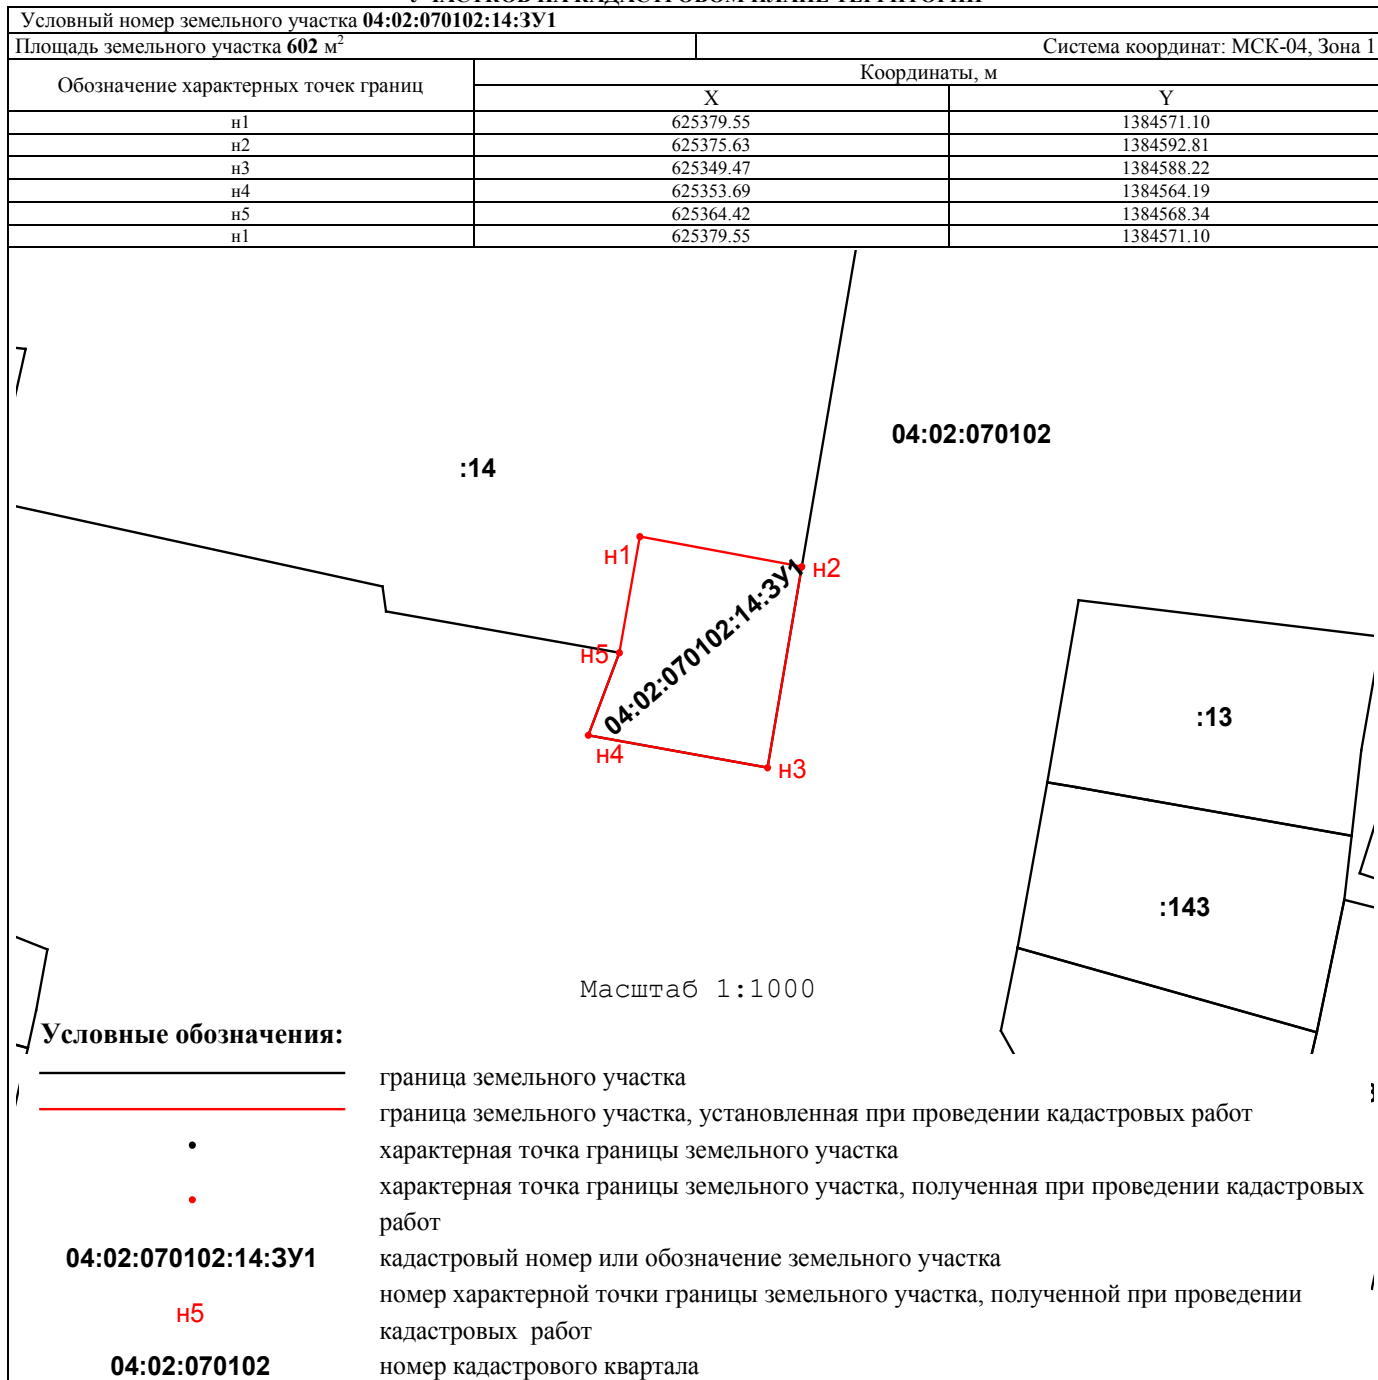 УЧАСТКОВ НА КАДАСТРОВОМ ПЛАНЕ ТЕРРИТОРИИ
Условный номер земельного участка 04:02:070102:14:ЗУ1
Площадь земельного участка 602 м²
Система координат: МСК-04, Зона 1
Обозначение характерных точек границ
Координаты, м
X
Y
н1 625379.55 1384571.10
н2 625375.63 1384592.81
н3 625349.47 1384588.22
н4 625353.69 1384564.19
н5 625364.42 1384568.34
н1 625379.55 1384571.10
04:02:070102
:14
н1
н2
04:02:070102:14:ЗУ1
н5
н4
н3
:13
:143
Масштаб 1:1000
Условные обозначения:
граница земельного участка
граница земельного участка, установленная при проведении кадастровых работ
характерная точка границы земельного участка
характерная точка границы земельного участка, полученная при проведении кадастровых
работ
04:02:070102:14:ЗУ1 кадастровый номер или обозначение земельного участка
н5 номер характерной точки границы земельного участка, полученной при проведении
кадастровых работ
04:02:070102 номер кадастрового квартала